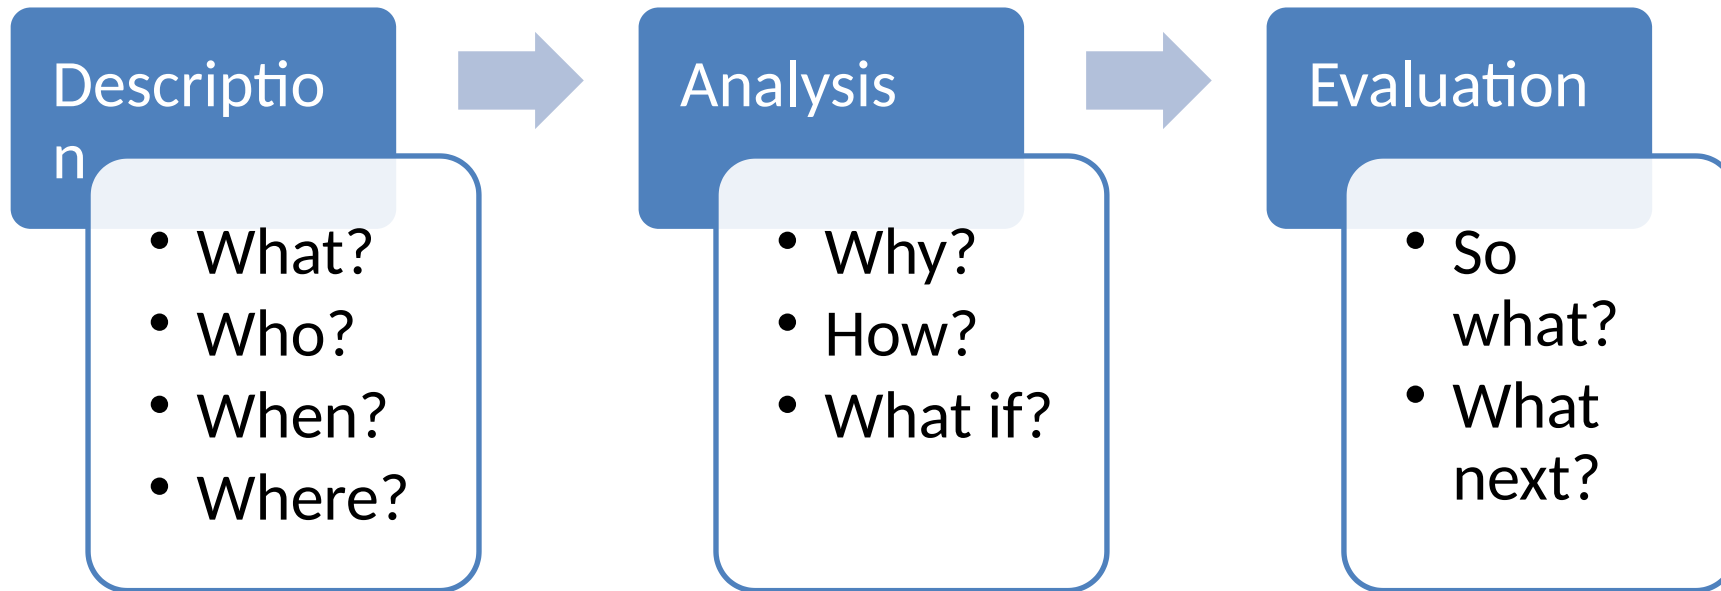 Descriptio
n
• What?
• Who?
• When?
• Where?
Analysis
• Why?
• How?
• What if?
Evaluation
• So
what?
• What
next?